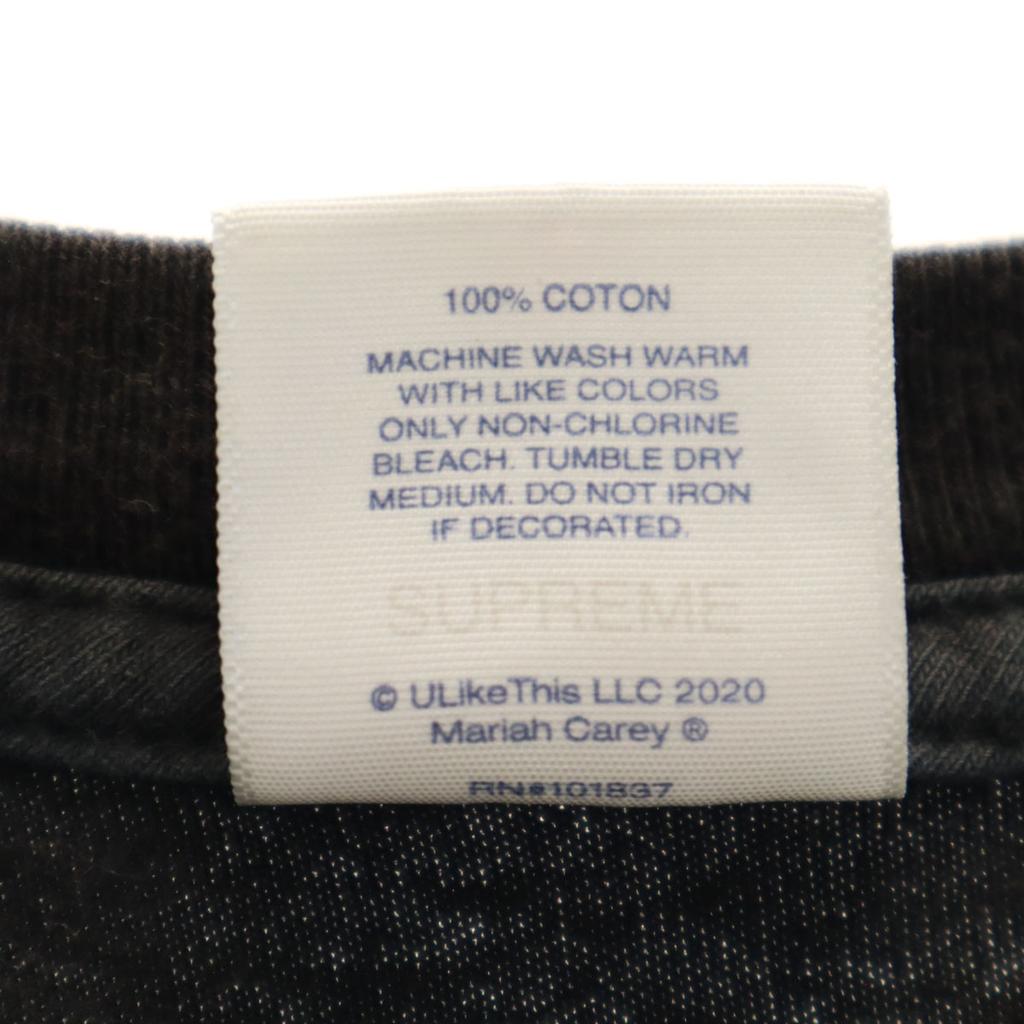 100% COTON
MACHINE WASH WARM
WITH LIKE COLORS
ONLY NON-CHLORINE
BLEACH. TUMBLE DRY
MEDIUM. DO NOT IRON
IF DECORATED.
SUPREME
© ULikeThis LLC 2020
Mariah Carey ®
RN#101837